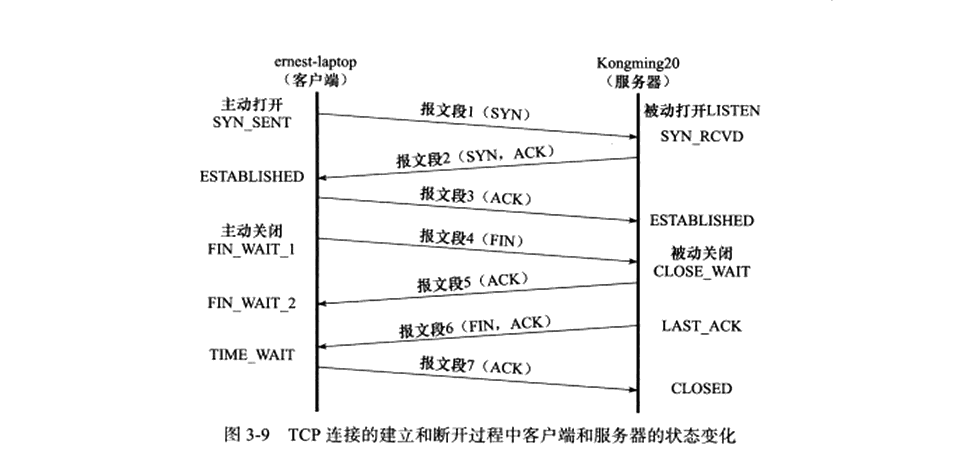 ernest-laptop
（客户端）
Kongming20
（服务器）
主动打开
SYN_SENT
报文段1（SYN）
被动打开LISTEN
SYN_RCVD
报文段2（SYN，ACK）
ESTABLISHED
报文段3（ACK）
ESTABLISHED
主动关闭
FIN_WAIT_1
报文段4（FIN）
被动关闭
CLOSE_WAIT
报文段5（ACK）
FIN_WAIT_2
报文段6（FIN，ACK）
LAST_ACK
TIME_WAIT
报文段7（ACK）
CLOSED
图 3-9 TCP 连接的建立和断开过程中客户端和服务器的状态变化